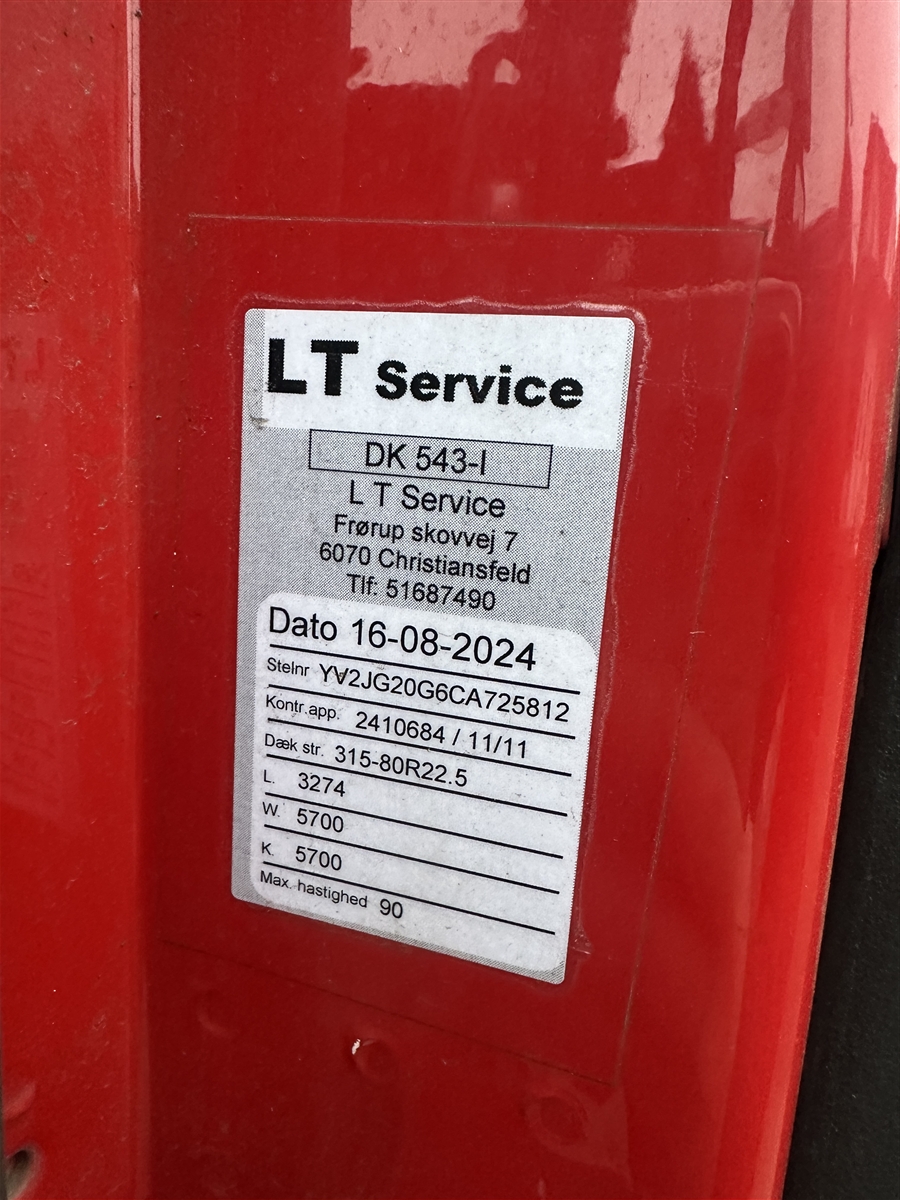 LT Service
DK 543-I
L T Service
Frørup skovvej 7
6070 Christiansfeld
Tlf: 51687490
Dato 16-08-2024
Stelnr YV2JG20G6CA725812
Kontr.app. 2410684 / 11/11
Dæk str. 315-80R22.5
L. 3274
W. 5700
K. 5700
Max. hastighed 90